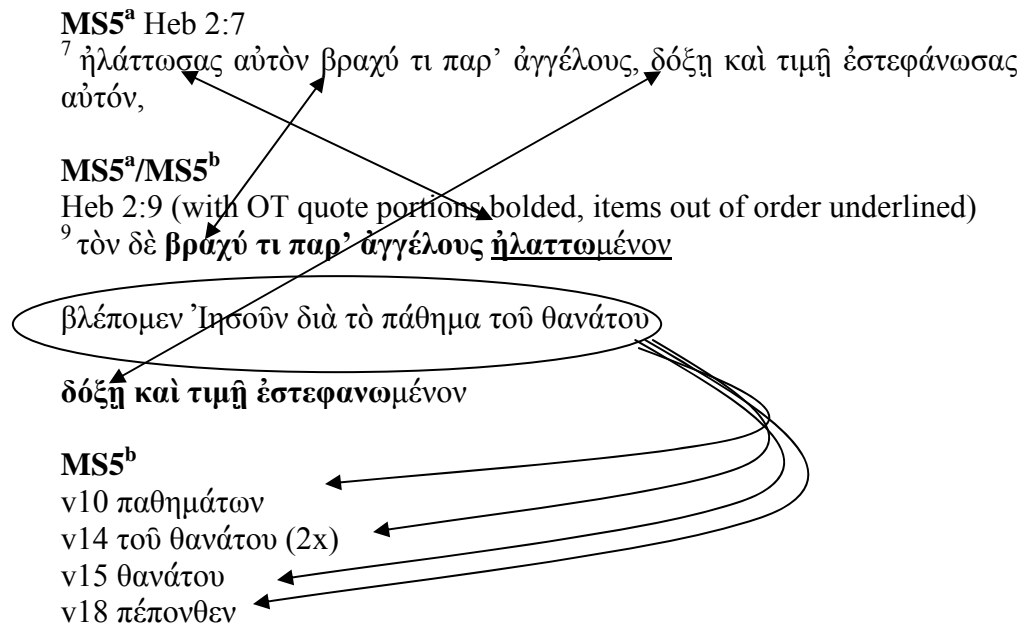 MS5ᵃ Heb 2:7
⁷ ἠλάττωσας αὐτὸν βραχύ τι παρ’ ἀγγέλους, δόξῃ καὶ τιμῇ ἐστεφάνωσας
αὐτόν,
MS5ᵃ/MS5ᵇ
Heb 2:9 (with OT quote portions bolded, items out of order underlined)
⁹ τὸν δὲ βραχύ τι παρ’ ἀγγέλους ἠλαττωμένον
βλέπομεν Ἰησοῦν διὰ τὸ πάθημα τοῦ θανάτου
δόξῃ καὶ τιμῇ ἐστεφανωμένον
MS5ᵇ
v10 παθημάτων
v14 τοῦ θανάτου (2x)
v15 θανάτου
v18 πέπονθεν